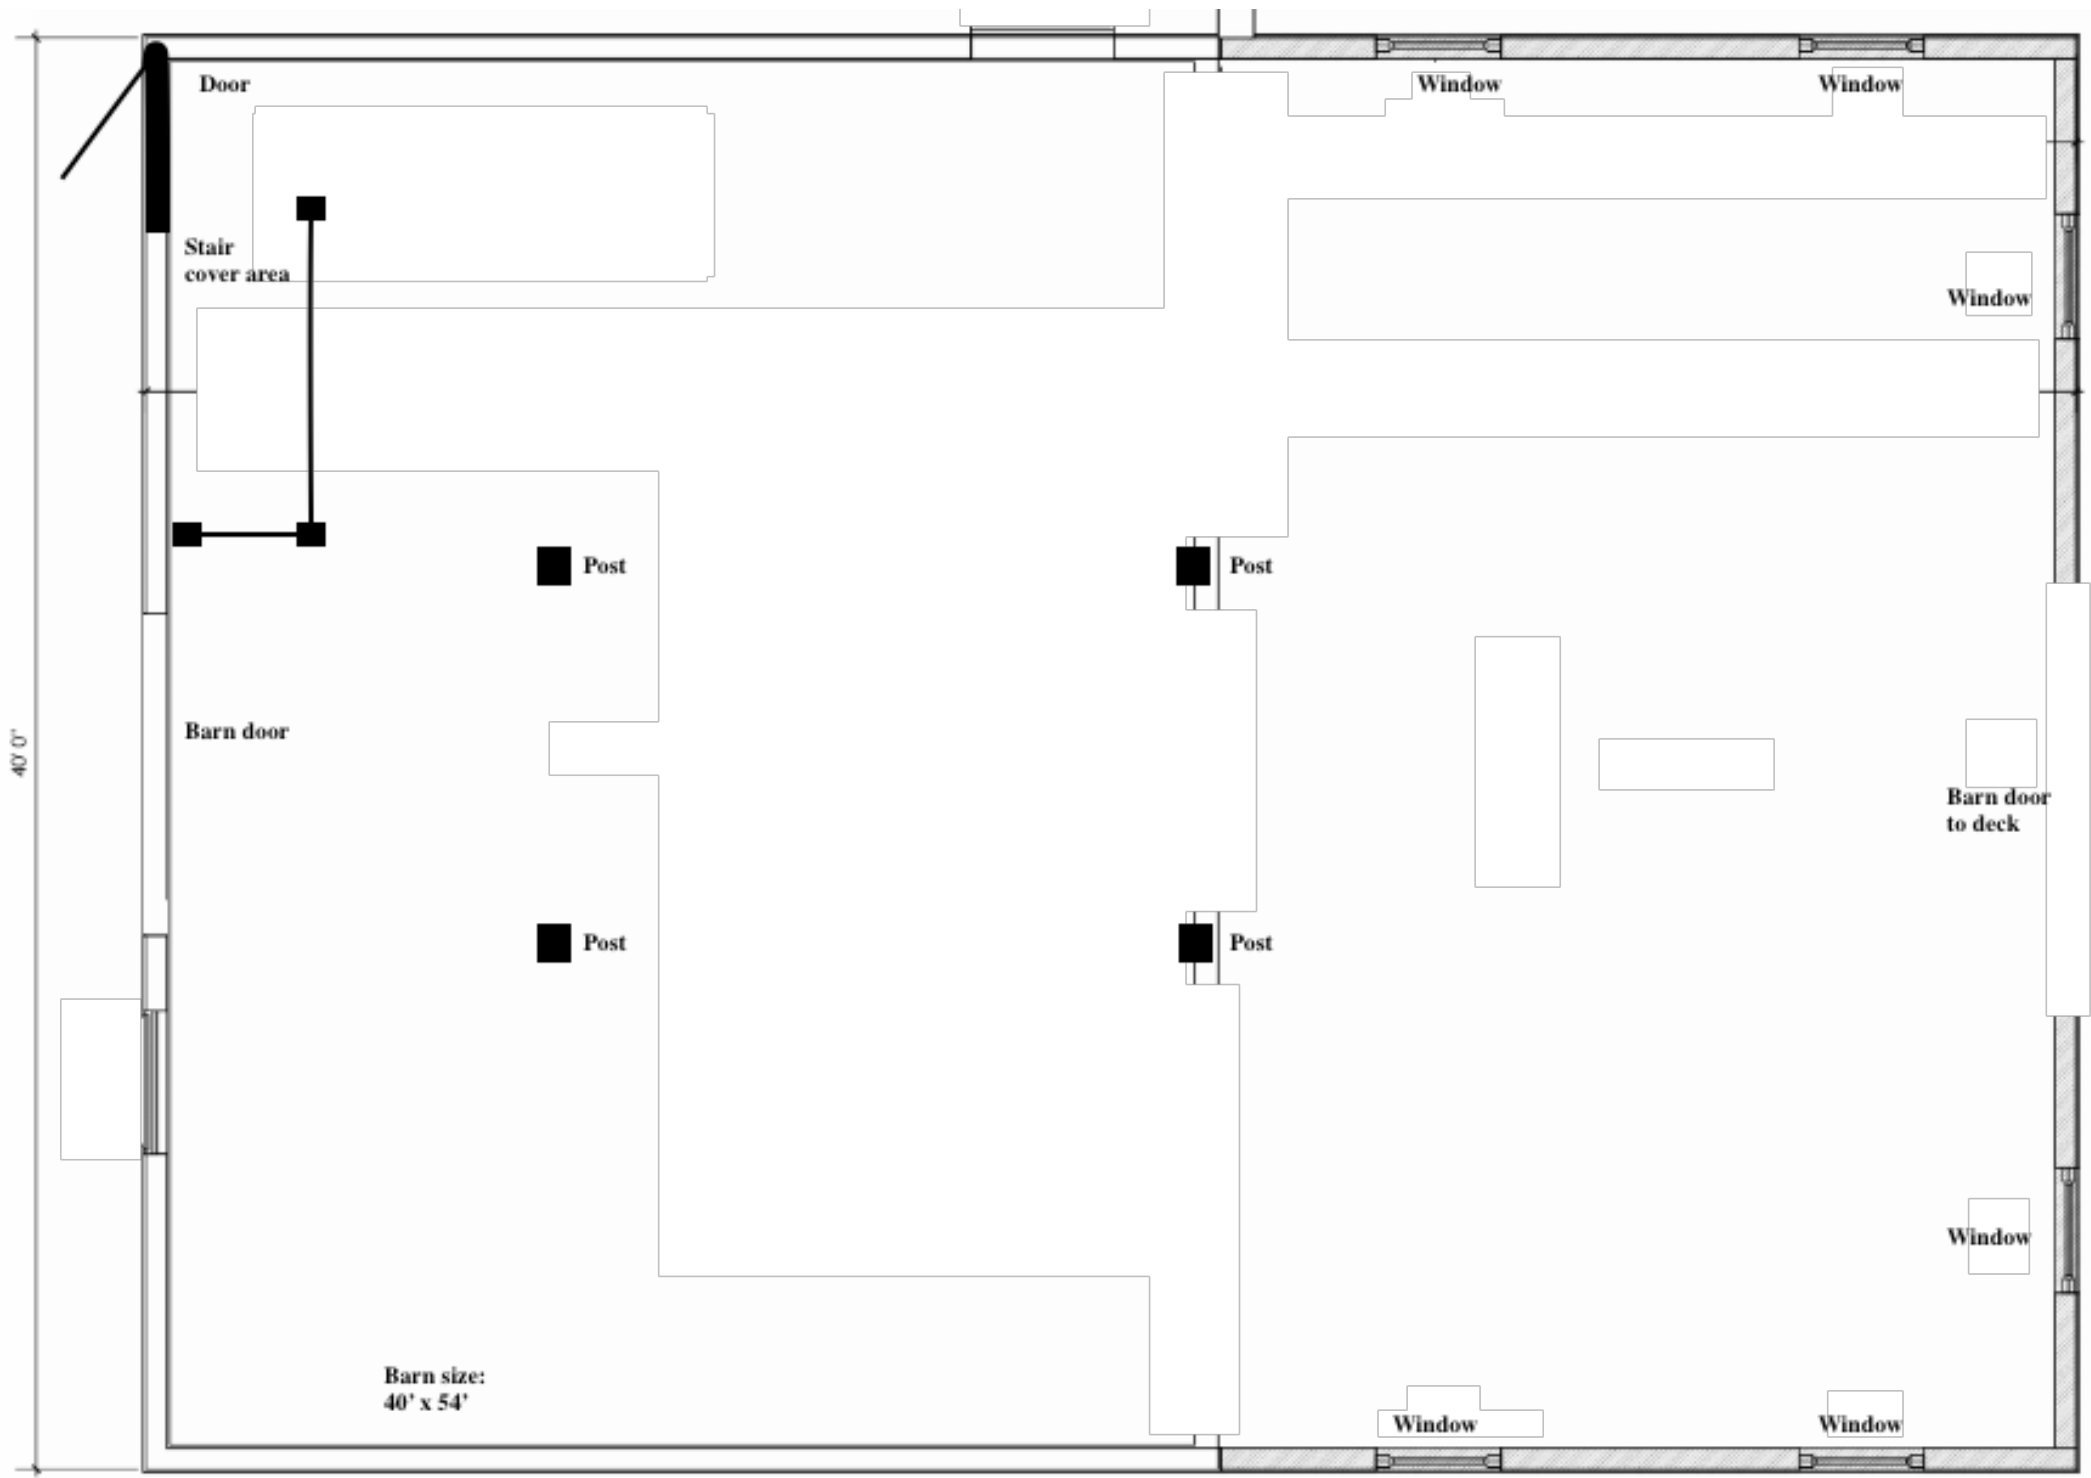 Door
Window
Window
Stair
cover area
Window
Post
Post
Barn door
40' 0"
Barn door
to deck
Post
Post
Window
Barn size:
40' x 54'
Window
Window